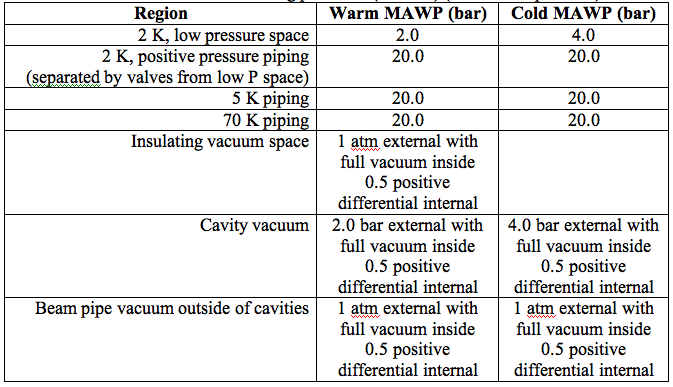 Region Warm MAWP (bar) Cold MAWP (bar)
2 K, low pressure space 2.0 4.0
2 K, positive pressure piping 20.0 20.0
(separated by valves from low P space)
5 K piping 20.0 20.0
70 K piping 20.0 20.0
Insulating vacuum space 1 atm external with
full vacuum inside
0.5 positive
differential internal
Cavity vacuum 2.0 bar external with 4.0 bar external with
full vacuum inside full vacuum inside
0.5 positive 0.5 positive
differential internal differential internal
Beam pipe vacuum outside of cavities 1 atm external with 1 atm external with
full vacuum inside full vacuum inside
0.5 positive 0.5 positive
differential internal differential internal